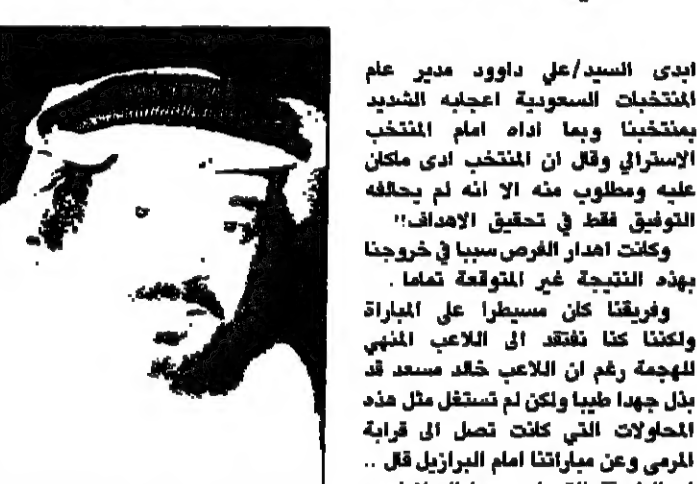 ابدى السيد/علي داوود مدير عام
المنتخبات السعودية اعجابه الشديد
بمنتخبنا وبما اداه امام المنتخب
الاسترالي وقال ان المنتخب ادى ماكان
عليه ومطلوب منه الا انه لم يحالفه
التوفيق فقط في تحقيق الاهداف!!
وكانت اهدار الفرص سببا في خروجنا
بهذه النتيجة غير المتوقعة تماما .
وفريقنا كان مسيطرا على المباراة
ولكننا كنا نفتقد الى اللاعب المنهي
للهجمة رغم ان اللاعب خالد مسعد قد
بذل جهدا طيبا ولكن لم تستغل مثل هذه
المحاولات التي كانت تصل الى قرابة
المرمى وعن مباراتنا امام البرازيل قال ..